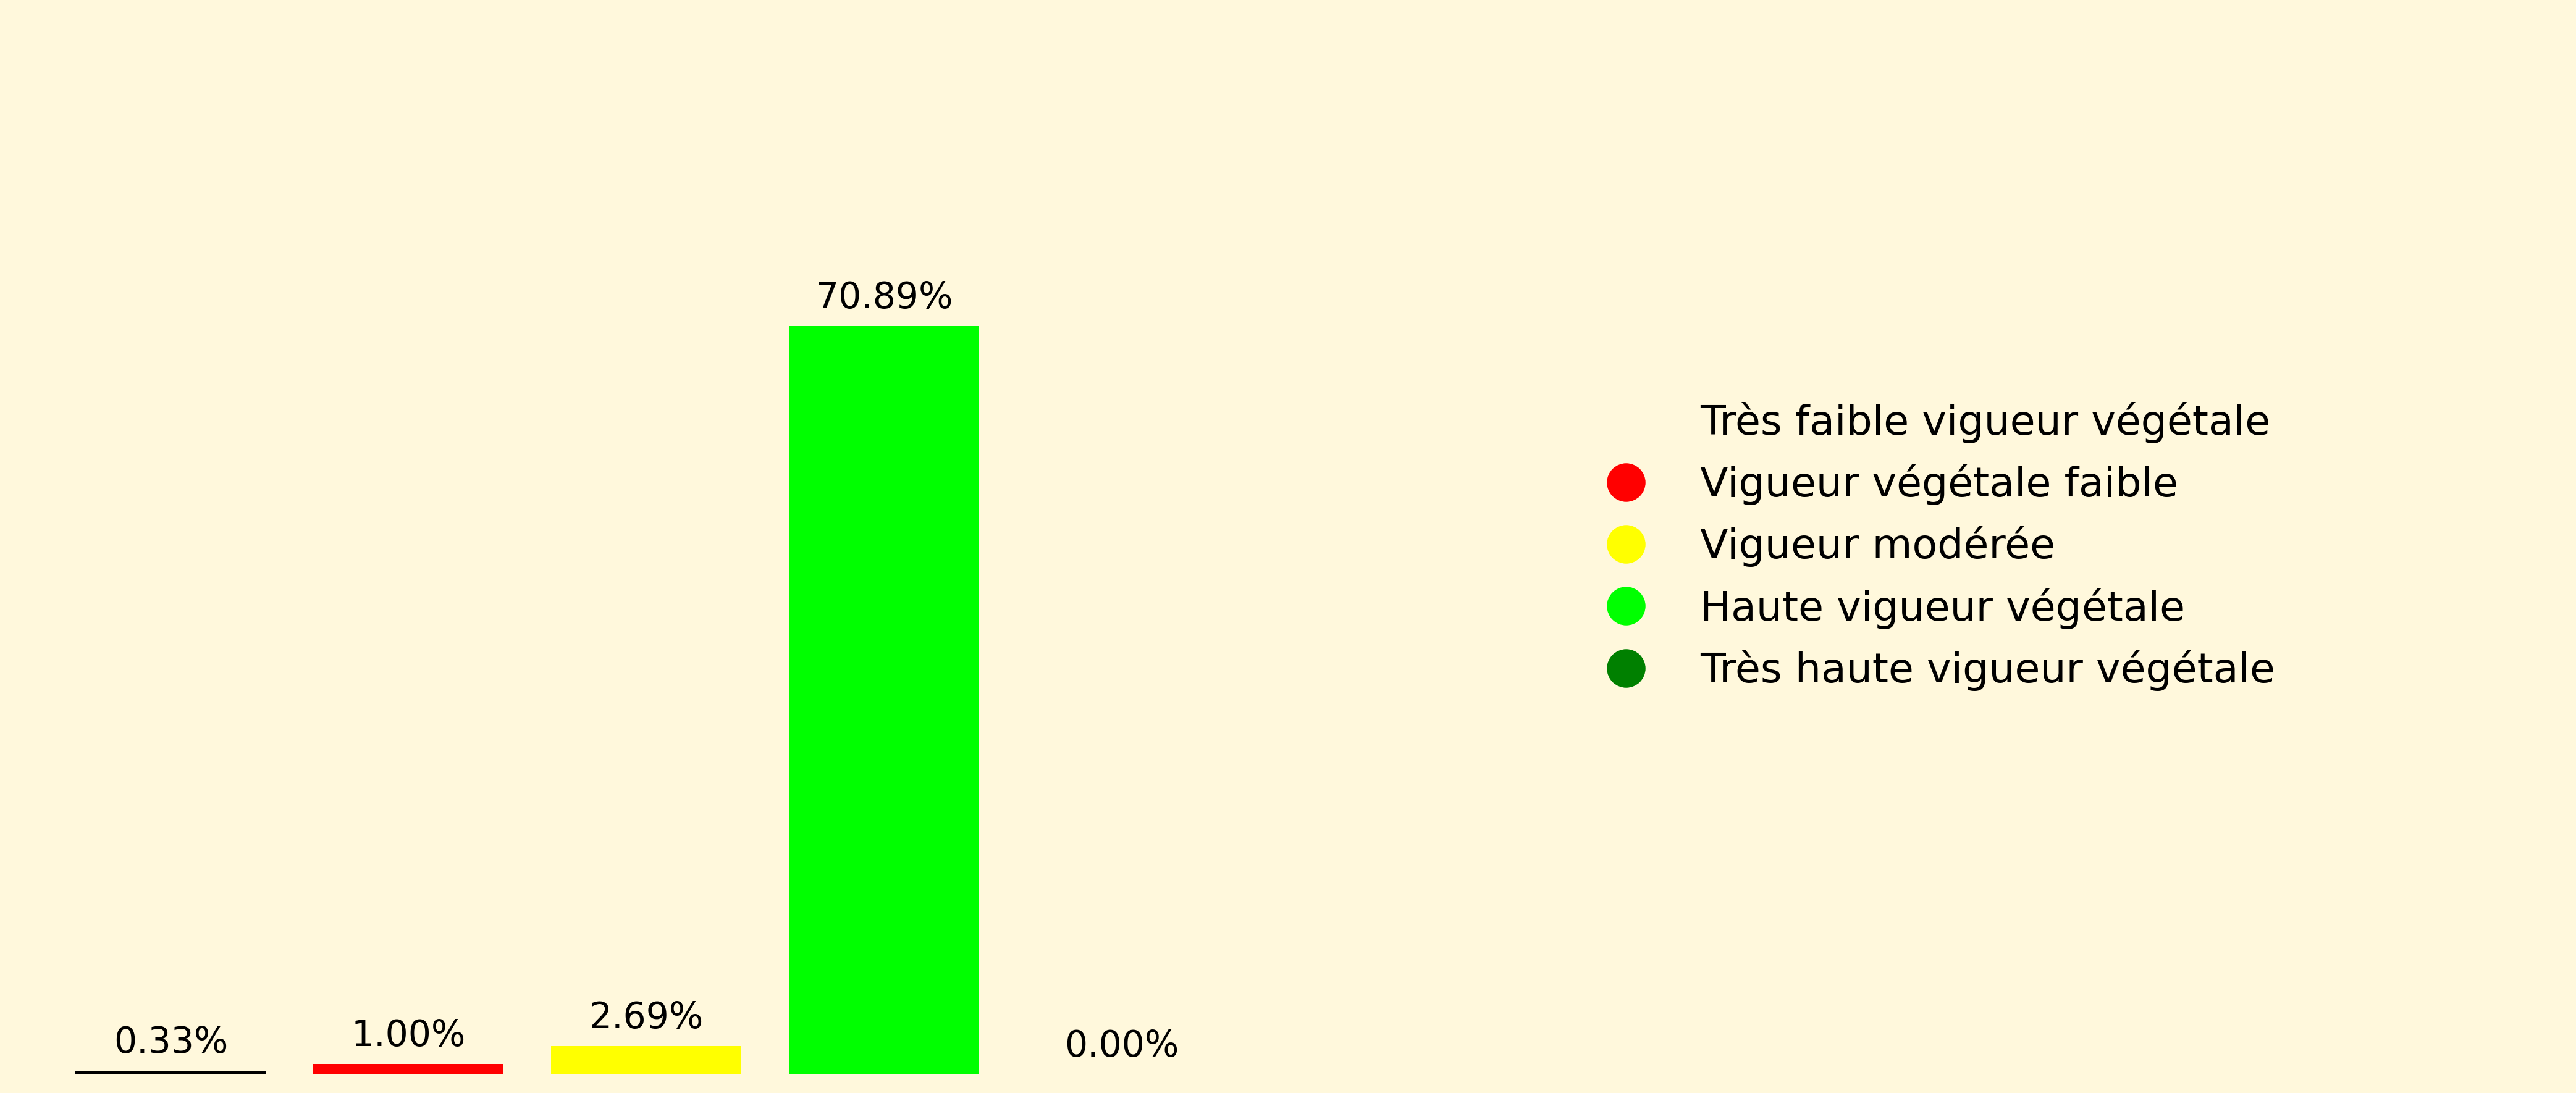 70.89%
2.69%
1.00%
0.33%
0.00%
Très faible vigueur végétale
Vigueur végétale faible
Vigueur modérée
Haute vigueur végétale
Très haute vigueur végétale